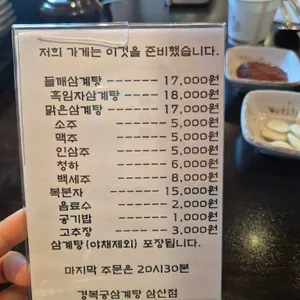 저희 가게는 이것을 준비했습니다.
들깨삼계탕 ------ 17,000원
흑임자삼계탕 ---- 18,000원
맑은삼계탕 ------ 17,000원
소주 ------ 5,000원
맥주 ------ 5,000원
인삼주 ------ 5,000원
청하 ------ 6,000원
백세주 ------ 8,000원
복분자 ------ 15,000원
음료수 ------ 2,000원
공기밥 ------ 1,000원
고추장 ------ 3,000원
삼계탕(야채제외) 포장됩니다.
마지막 주문은 20시30분
경복궁삼계탕 삼산점